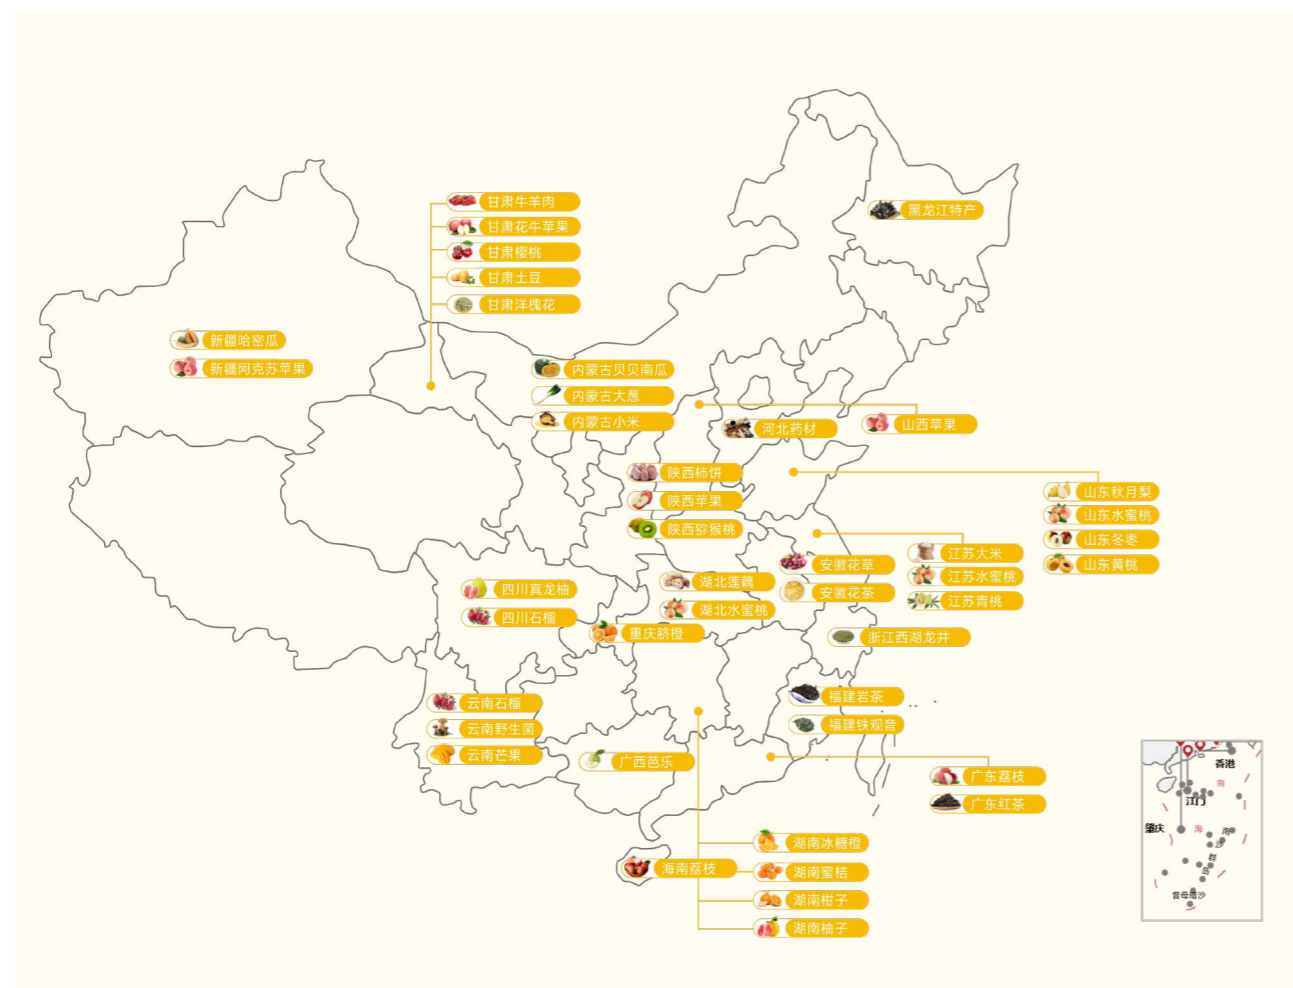 甘肃牛羊肉
甘肃花牛苹果
甘肃樱桃
甘肃土豆
甘肃洋槐花
黑龙江特产
新疆哈密瓜
新疆阿克苏苹果
内蒙古贝贝南瓜
内蒙古大葱
内蒙古小米
河北药材
山西苹果
陕西柿饼
陕西苹果
陕西猕猴桃
山东秋月梨
山东水蜜桃
山东冬枣
山东黄桃
江苏大米
江苏水蜜桃
江苏青桃
安徽花草
安徽花茶
湖北莲藕
湖北水蜜桃
四川真龙柚
四川石榴
重庆脐橙
浙江西湖龙井
福建岩茶
福建铁观音
云南石榴
云南野生菌
云南芒果
广西芭乐
广东荔枝
广东红茶
湖南冰糖橙
海南荔枝
湖南蜜桔
湖南柑子
湖南柚子
香港
南
江门
肇庆
海
南
沙
群
岛
曾母暗沙